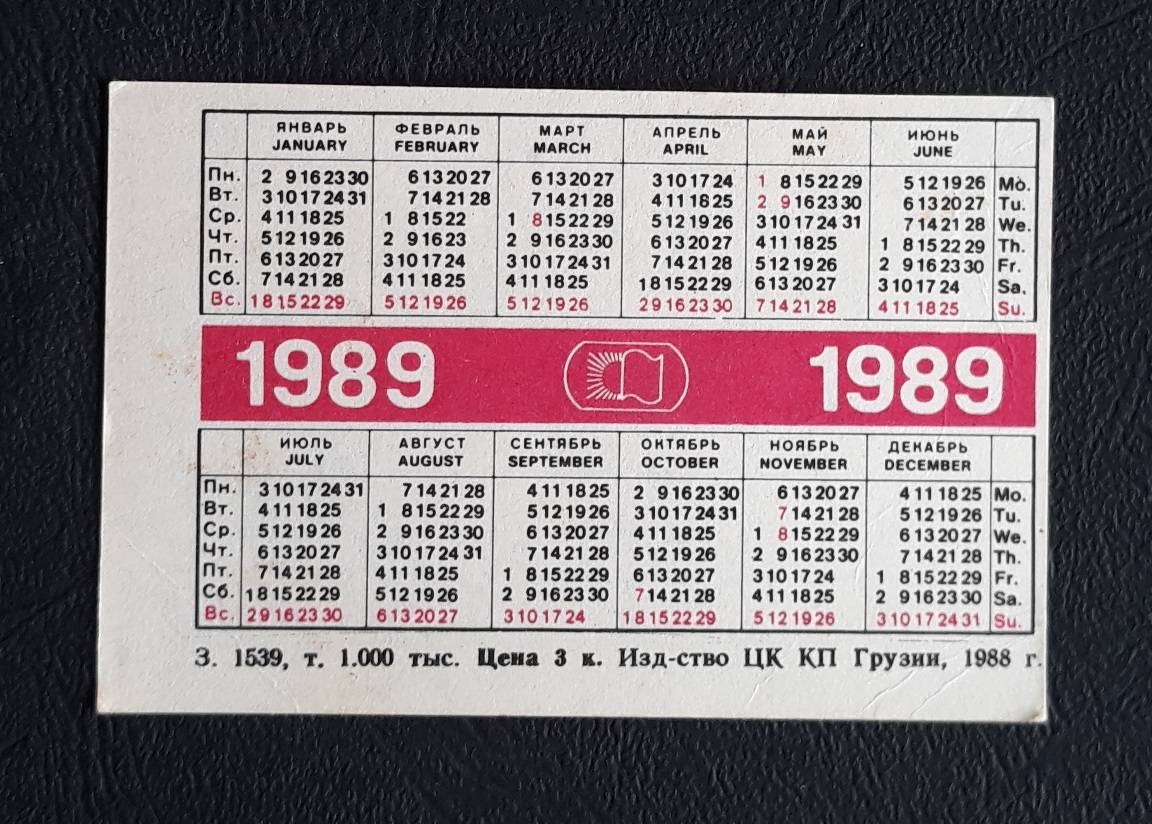 ЯНВАРЬ ФЕВРАЛЬ МАРТ АПРЕЛЬ МАЙ ИЮНЬ
JANUARY FEBRUARY MARCH APRIL MAY JUNE
Пн. 2 9 16 23 30 6 13 20 27 6 13 20 27 3 10 17 24 1 8 15 22 29 5 12 19 26 Mo.
Вт. 3 10 17 24 31 7 14 21 28 7 14 21 28 4 11 18 25 2 9 16 23 30 6 13 20 27 Tu.
Ср. 4 11 18 25 1 8 15 22 1 8 15 22 29 5 12 19 26 3 10 17 24 31 7 14 21 28 We.
Чт. 5 12 19 26 2 9 16 23 2 9 16 23 30 6 13 20 27 4 11 18 25 1 8 15 22 29 Th.
Пт. 6 13 20 27 3 10 17 24 3 10 17 24 31 7 14 21 28 5 12 19 26 2 9 16 23 30 Fr.
Сб. 7 14 21 28 4 11 18 25 4 11 18 25 1 8 15 22 29 6 13 20 27 3 10 17 24 Sa.
Вс. 1 8 15 22 29 5 12 19 26 5 12 19 26 2 9 16 23 30 7 14 21 28 4 11 18 25 Su.
1989 1989
ИЮЛЬ АВГУСТ СЕНТЯБРЬ ОКТЯБРЬ НОЯБРЬ ДЕКАБРЬ
JULY AUGUST SEPTEMBER OCTOBER NOVEMBER DECEMBER
Пн. 3 10 17 24 31 7 14 21 28 4 11 18 25 2 9 16 23 30 6 13 20 27 4 11 18 25 Mo.
Вт. 4 11 18 25 1 8 15 22 29 5 12 19 26 3 10 17 24 31 7 14 21 28 5 12 19 26 Tu.
Ср. 5 12 19 26 2 9 16 23 30 6 13 20 27 4 11 18 25 1 8 15 22 29 6 13 20 27 We.
Чт. 6 13 20 27 3 10 17 24 31 7 14 21 28 5 12 19 26 2 9 16 23 30 7 14 21 28 Th.
Пт. 7 14 21 28 4 11 18 25 1 8 15 22 29 6 13 20 27 3 10 17 24 1 8 15 22 29 Fr.
Сб. 1 8 15 22 29 5 12 19 26 2 9 16 23 30 7 14 21 28 4 11 18 25 2 9 16 23 30 Sa.
Вс. 2 9 16 23 30 6 13 20 27 3 10 17 24 1 8 15 22 29 5 12 19 26 3 10 17 24 31 Su.
З. 1539, т. 1.000 тыс. Цена 3 к. Изд-ство ЦК КП Грузии, 1988 г.